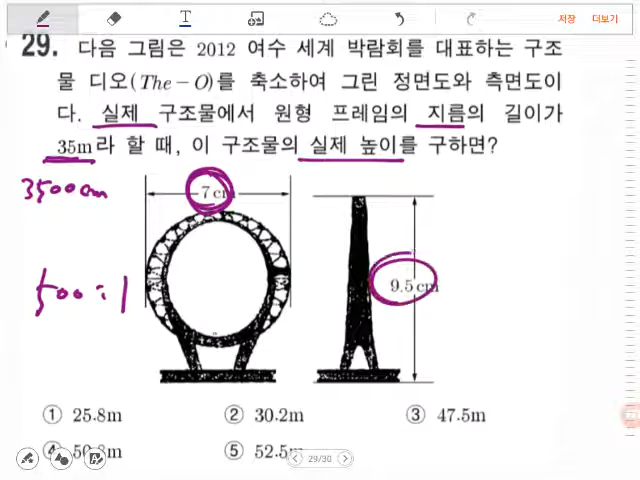 저장 더보기
29. 다음 그림은 2012 여수 세계 박람회를 대표하는 구조
물 디오(The－O)를 축소하여 그린 정면도와 측면도이
다. 실제 구조물에서 원형 프레임의 지름의 길이가
35m라 할 때, 이 구조물의 실제 높이를 구하면?
3500cm
7cm
500:1
9.5cm
① 25.8m ② 30.2m ③ 47.5m
⑤ 52.5m
29/30